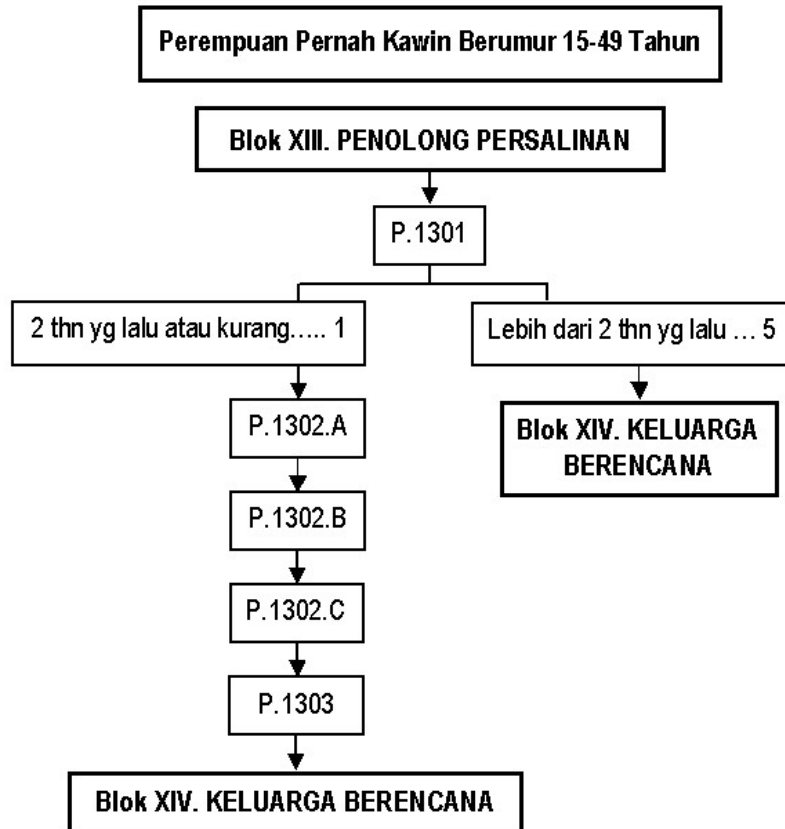 Perempuan Pernah Kawin Berumur 15-49 Tahun
Blok XIII. PENOLONG PERSALINAN
P.1301
2 thn yg lalu atau kurang..... 1
Lebih dari 2 thn yg lalu ... 5
P.1302.A
Blok XIV. KELUARGA
BERENCANA
P.1302.B
P.1302.C
P.1303
Blok XIV. KELUARGA BERENCANA